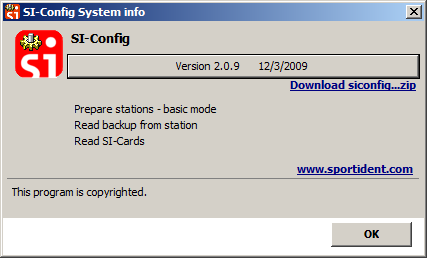 SI-Config System info
SI-Config
Version 2.0.9 12/3/2009
Download siconfig...zip
Prepare stations - basic mode
Read backup from station
Read SI-Cards
www.sportident.com
This program is copyrighted.
OK